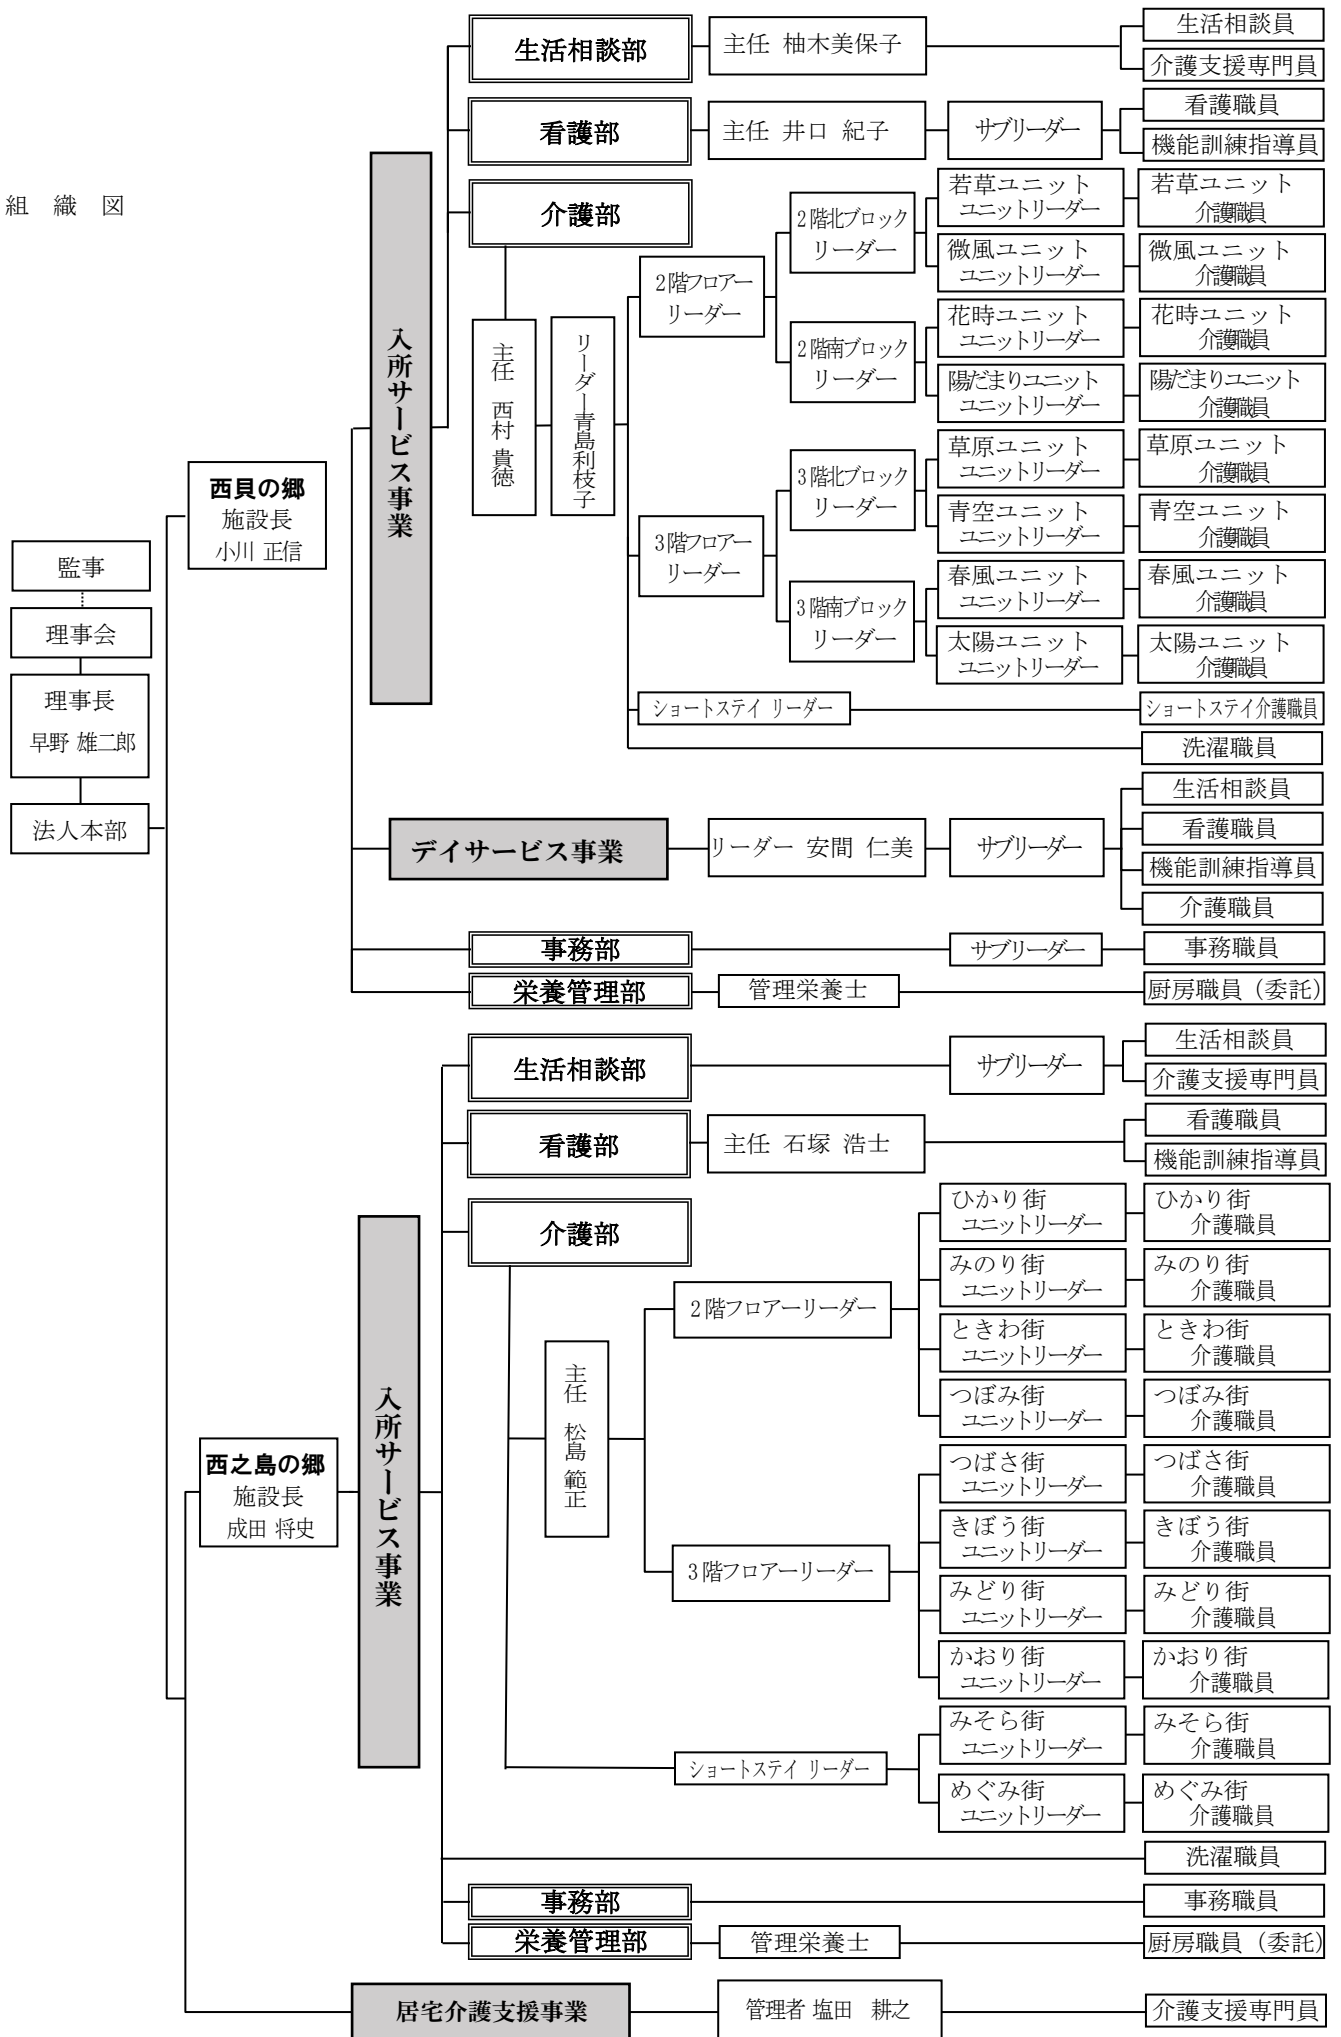 組 織 図
監事
理事会
理事長
早野 雄二郎
法人本部
西貝の郷
施設長
小川 正信
入所サービス事業
生活相談部
主任 柚木美保子
生活相談員
介護支援専門員
看護部
主任 井口 紀子
サブリーダー
看護職員
機能訓練指導員
介護部
主任 西村 貴徳
リーダー青島利枝子
2階フロアー
リーダー
2階北ブロック
リーダー
若草ユニット
ユニットリーダー
若草ユニット
介護職員
微風ユニット
ユニットリーダー
微風ユニット
介護職員
2階南ブロック
リーダー
花時ユニット
ユニットリーダー
花時ユニット
介護職員
陽だまりユニット
ユニットリーダー
陽だまりユニット
介護職員
3階フロアー
リーダー
3階北ブロック
リーダー
草原ユニット
ユニットリーダー
草原ユニット
介護職員
青空ユニット
ユニットリーダー
青空ユニット
介護職員
3階南ブロック
リーダー
春風ユニット
ユニットリーダー
春風ユニット
介護職員
太陽ユニット
ユニットリーダー
太陽ユニット
介護職員
ショートステイ リーダー
ショートステイ介護職員
洗濯職員
デイサービス事業
リーダー 安間 仁美
サブリーダー
生活相談員
看護職員
機能訓練指導員
介護職員
事務部
サブリーダー
事務職員
栄養管理部
管理栄養士
厨房職員（委託）
西之島の郷
施設長
成田 将史
入所サービス事業
生活相談部
サブリーダー
生活相談員
介護支援専門員
看護部
主任 石塚 浩士
看護職員
機能訓練指導員
介護部
主任 松島 範正
2階フロアーリーダー
ひかり街
ユニットリーダー
ひかり街
介護職員
みのり街
ユニットリーダー
みのり街
介護職員
ときわ街
ユニットリーダー
ときわ街
介護職員
つぼみ街
ユニットリーダー
つぼみ街
介護職員
3階フロアーリーダー
つばさ街
ユニットリーダー
つばさ街
介護職員
きぼう街
ユニットリーダー
きぼう街
介護職員
みどり街
ユニットリーダー
みどり街
介護職員
かおり街
ユニットリーダー
かおり街
介護職員
ショートステイ リーダー
みそら街
ユニットリーダー
みそら街
介護職員
めぐみ街
ユニットリーダー
めぐみ街
介護職員
洗濯職員
事務部
事務職員
栄養管理部
管理栄養士
厨房職員（委託）
居宅介護支援事業
管理者 塩田 耕之
介護支援専門員